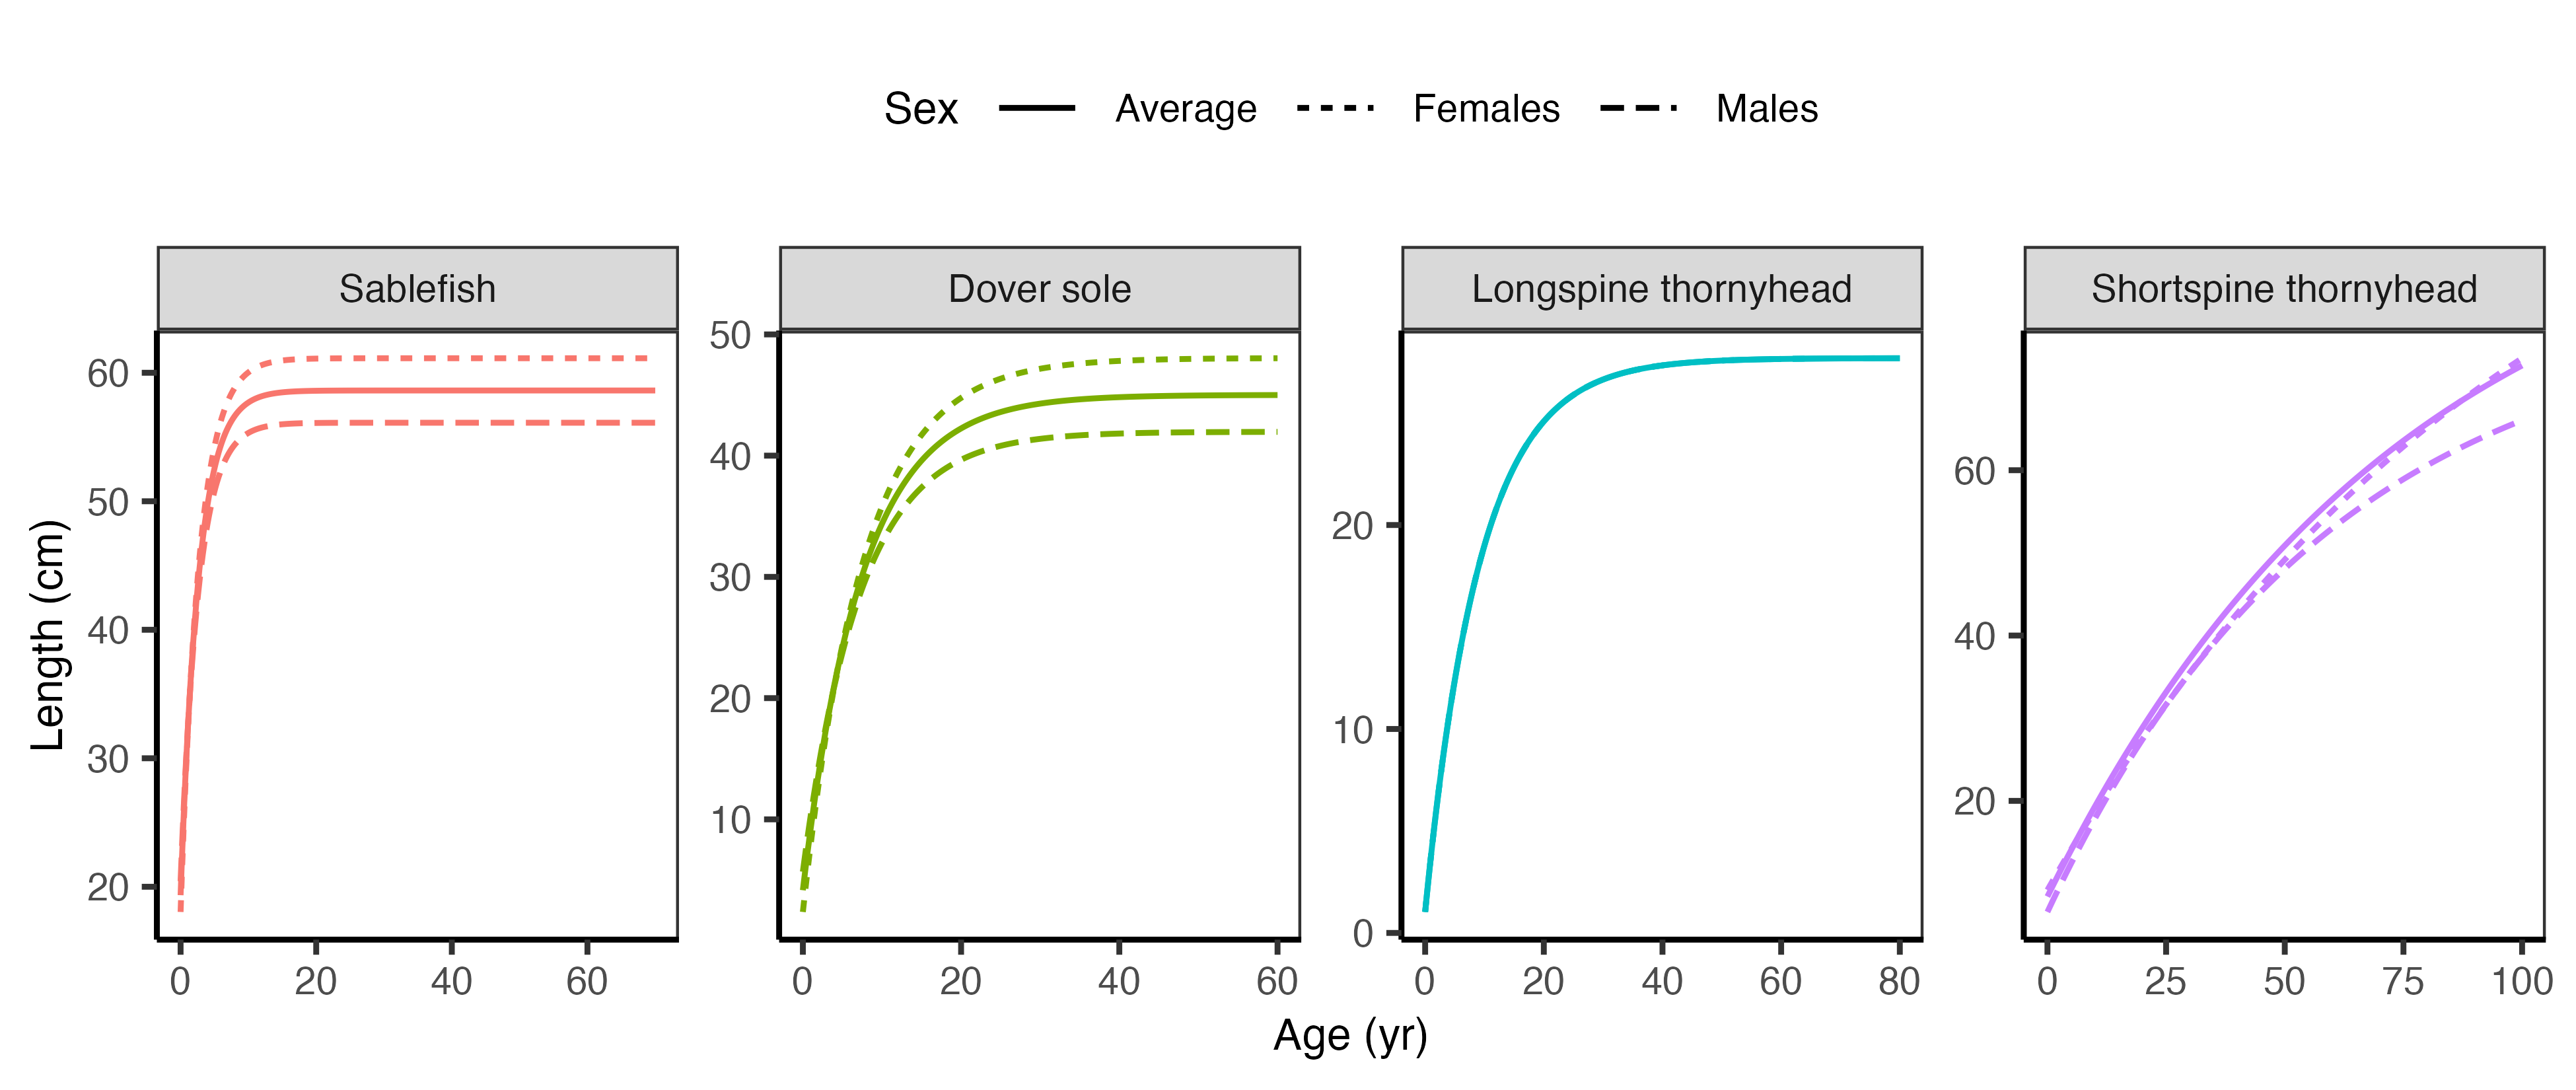 Sex Average Females Males
Sablefish Dover sole Longspine thornyhead Shortspine thornyhead
Length (cm)
60
50
40
30
20
0 20 40 60
50
40
30
20
10
0 20 40 60
20
10
0
0 20 40 60 80
60
40
20
0 25 50 75 100
Age (yr)